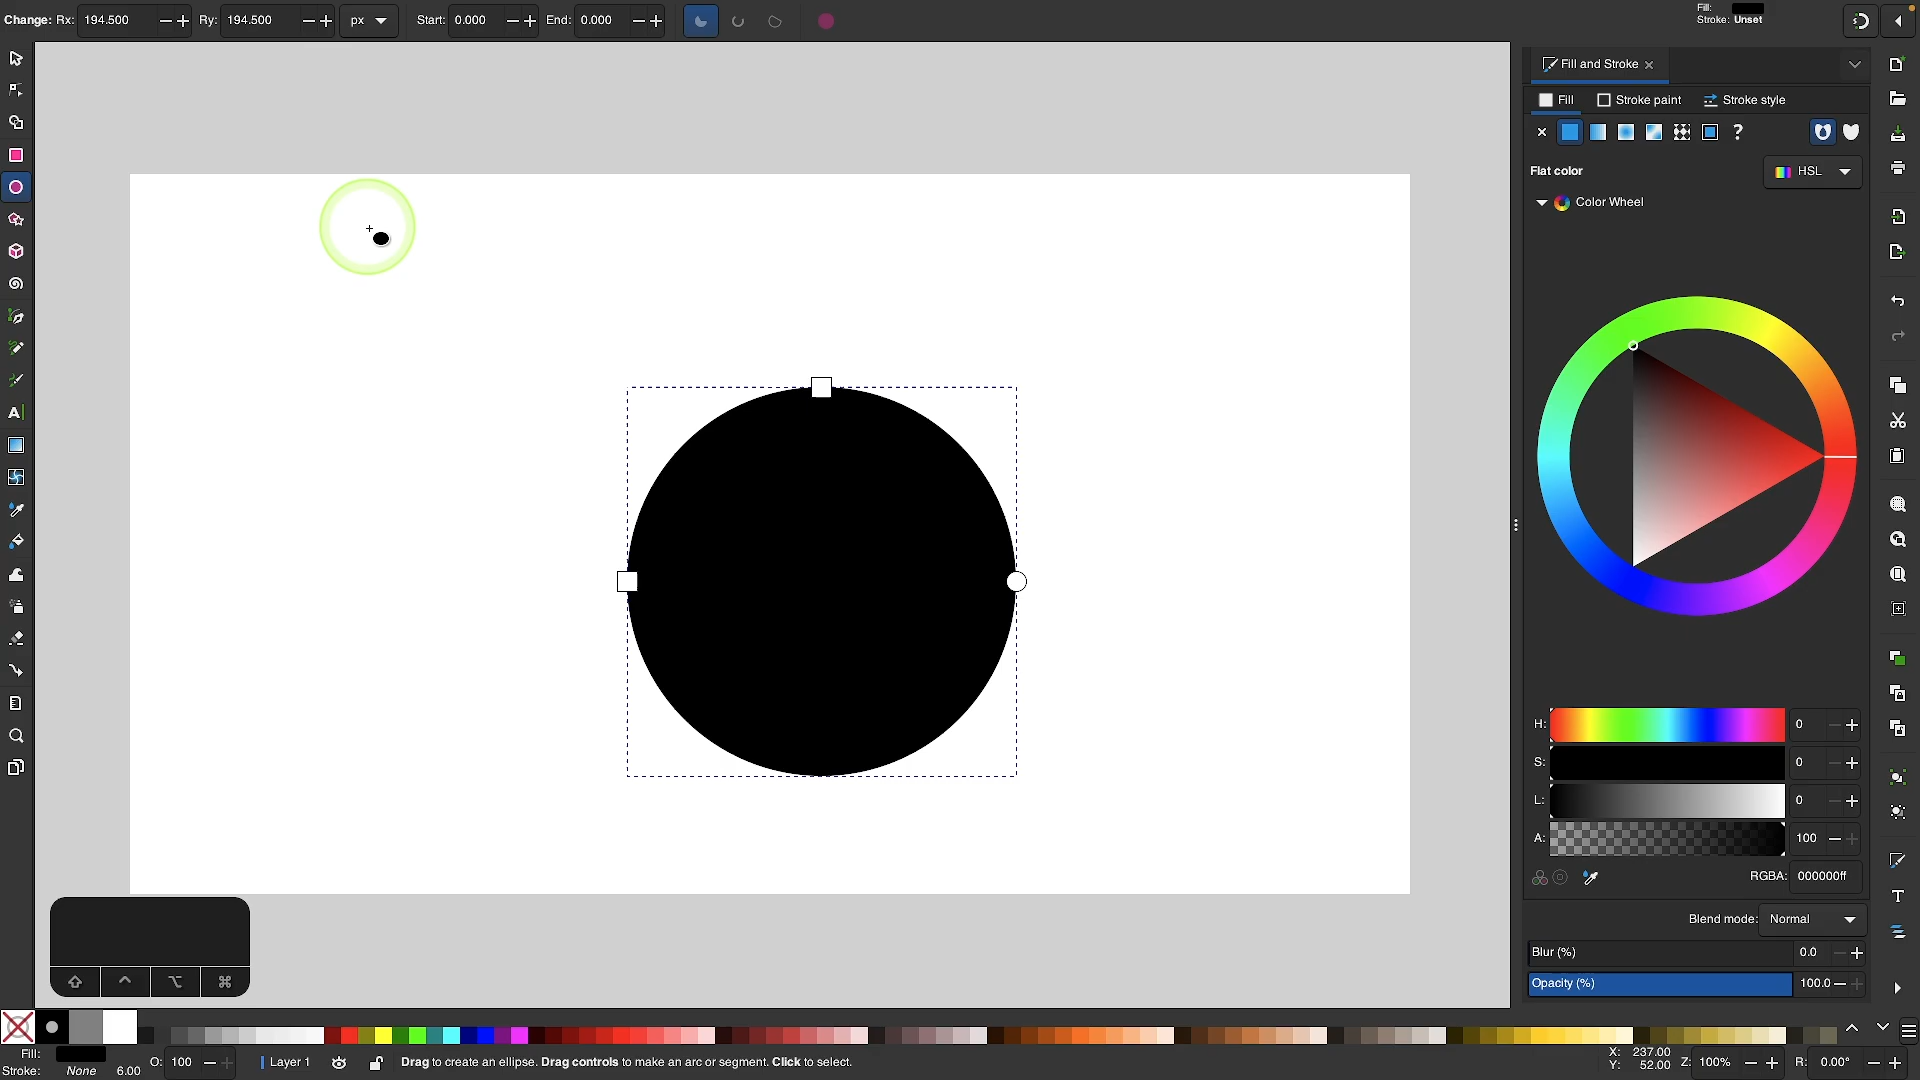 Change: Rx: 194.500 Ry: 194.500 px Start: 0.000 End: 0.000
Fill:
Stroke: Unset
Fill and Stroke
Fill Stroke paint Stroke style
Flat color HSL
Color Wheel
H: 0
S: 0
L: 0
A: 100
RGBA: 000000ff
Blend mode: Normal
Blur (%) 0.0
Opacity (%) 100.0
Fill:
Stroke: None 6.00
O: 100
Layer 1
Drag to create an ellipse. Drag controls to make an arc or segment. Click to select.
X: 237.00
Y: 52.00
Z: 100%
R: 0.00°